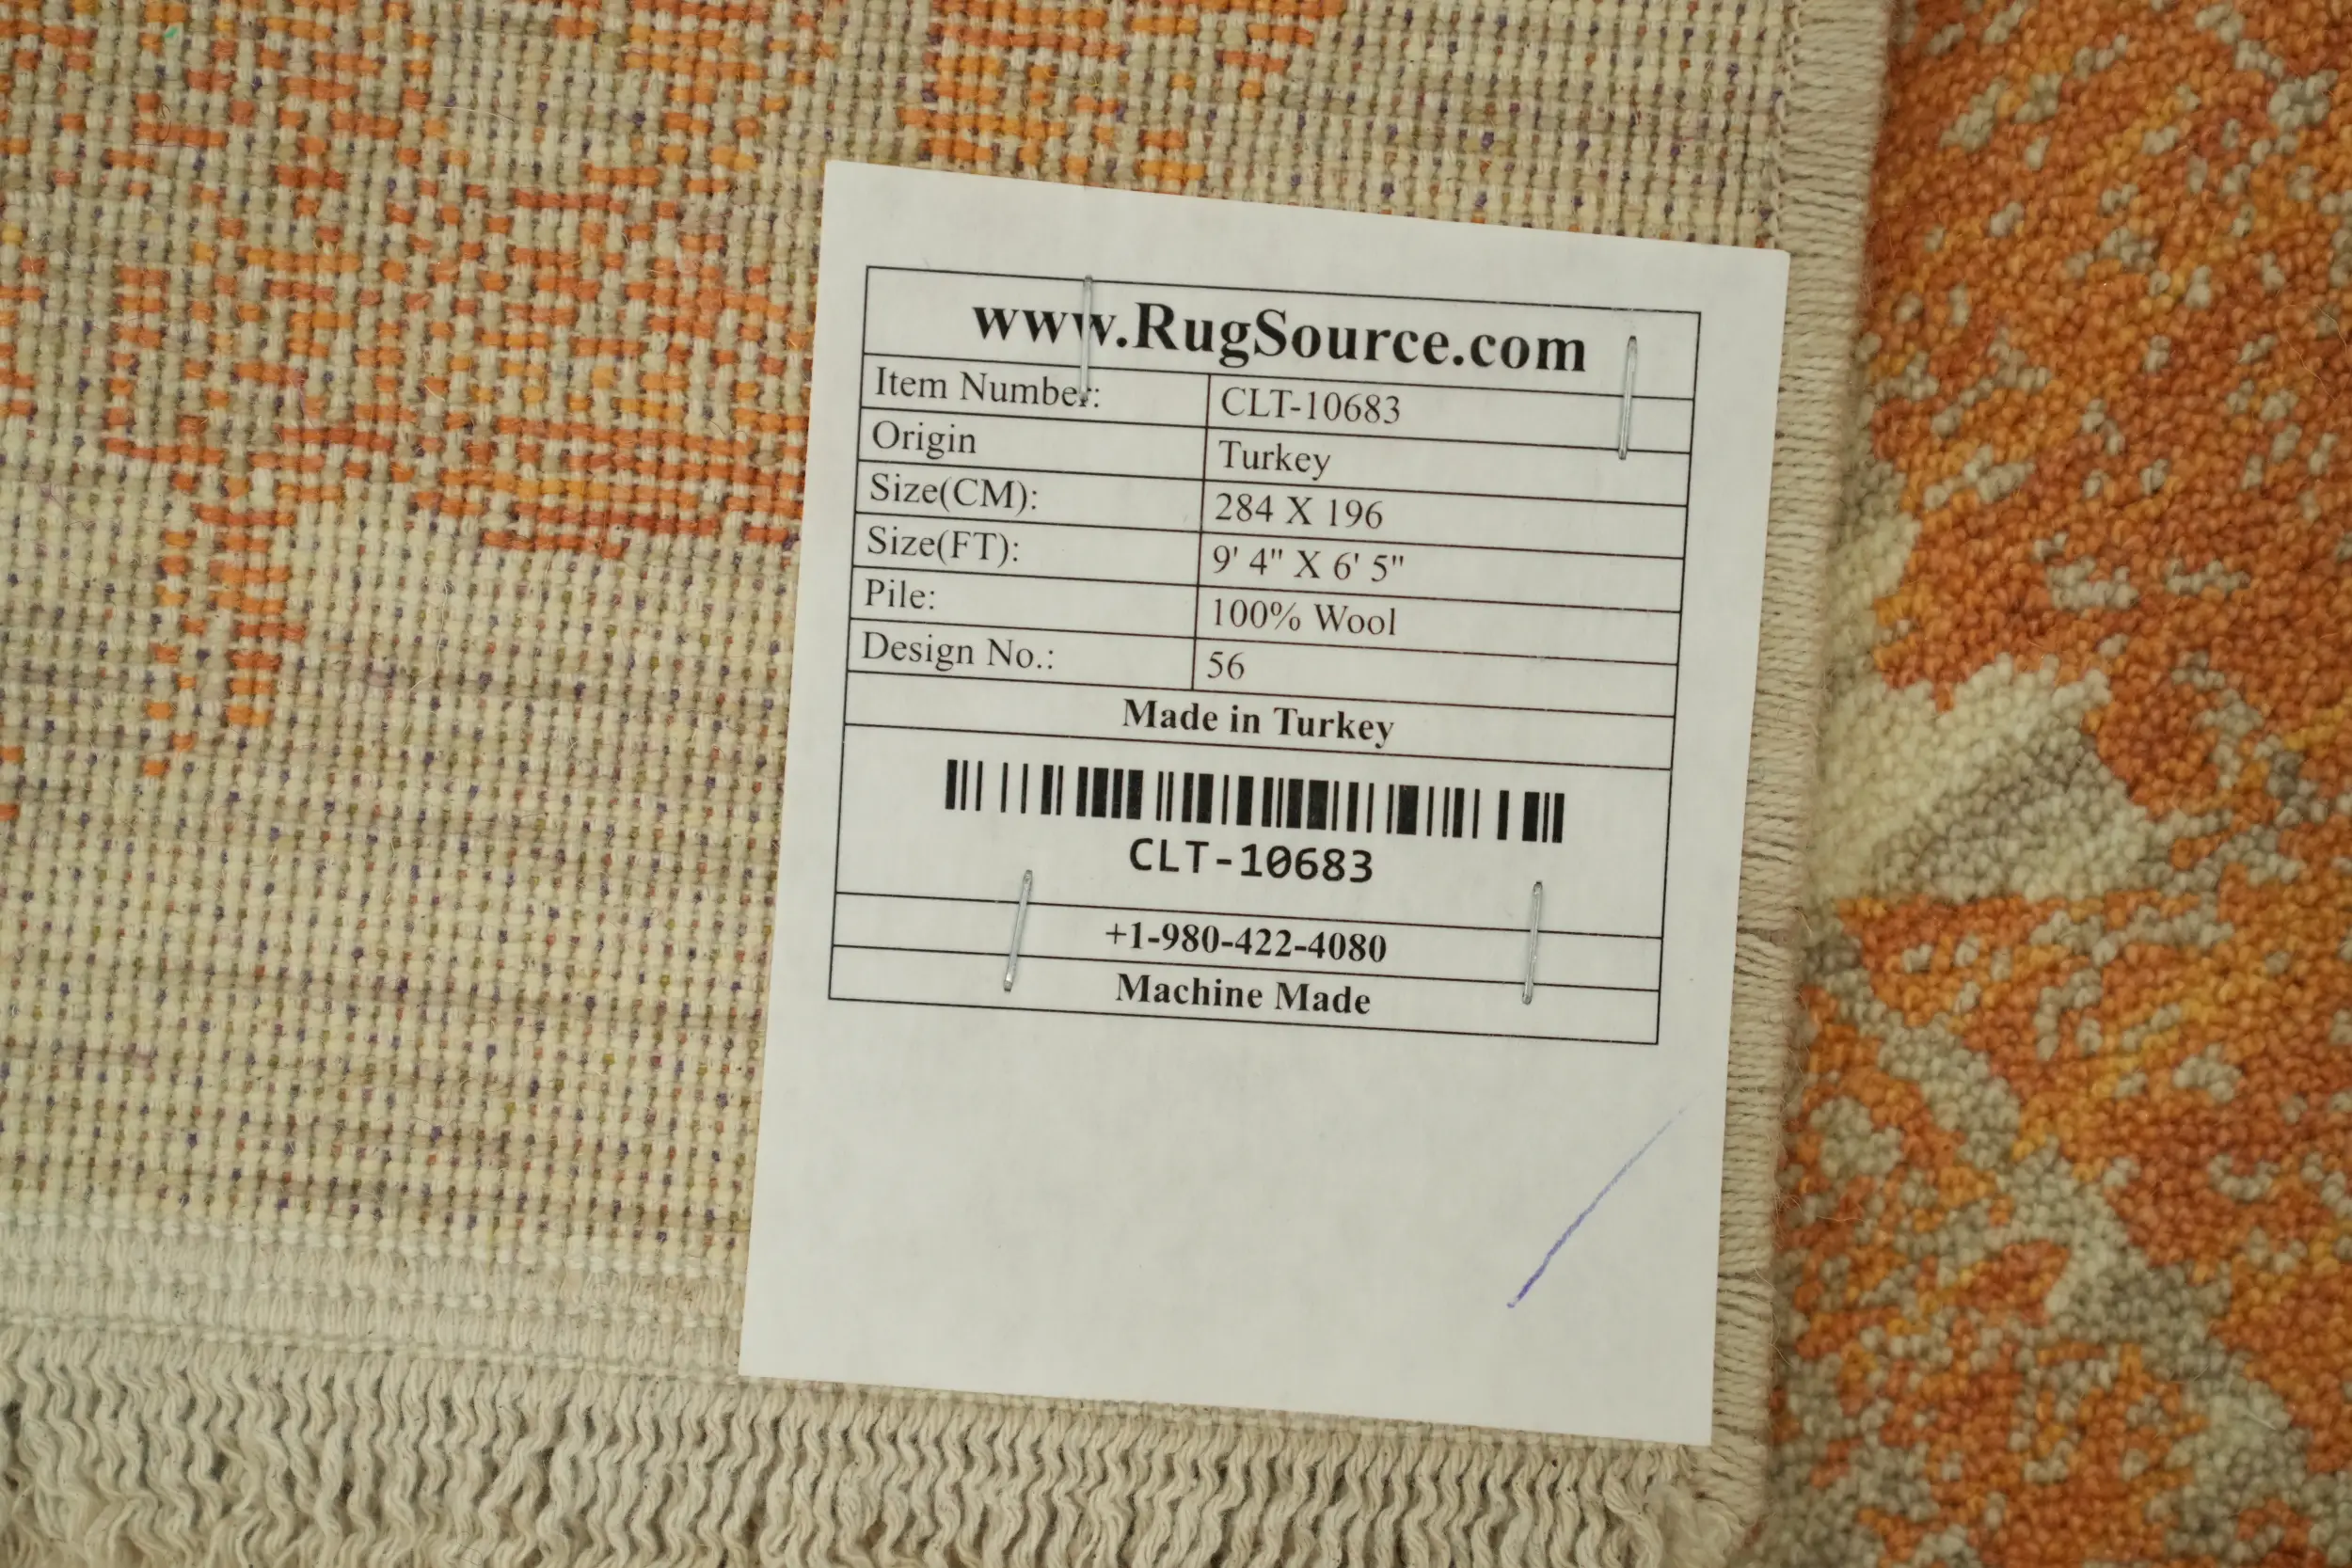 www.RugSource.com
Item Number: CLT-10683
Origin Turkey
Size(CM): 284 X 196
Size(FT): 9' 4" X 6' 5"
Pile: 100% Wool
Design No.: 56
Made in Turkey
CLT-10683
+1-980-422-4080
Machine Made